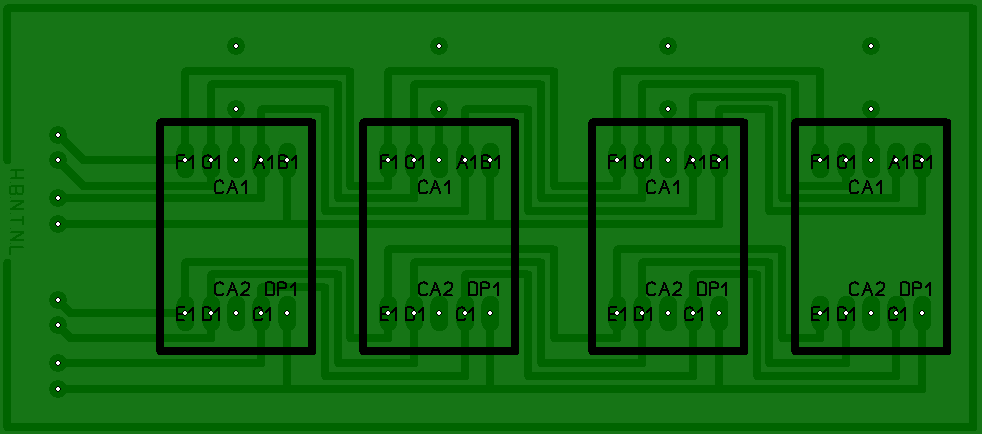 HBNTNL
F1 G1 A1 B1 F1 G1 A1 B1 F1 G1 A1 B1 F1 G1 A1 B1
CA1 CA1 CA1 CA1
CA2 DP1 CA2 DP1 CA2 DP1 CA2 DP1
E1 D1 C1 E1 D1 C1 E1 D1 C1 E1 D1 C1